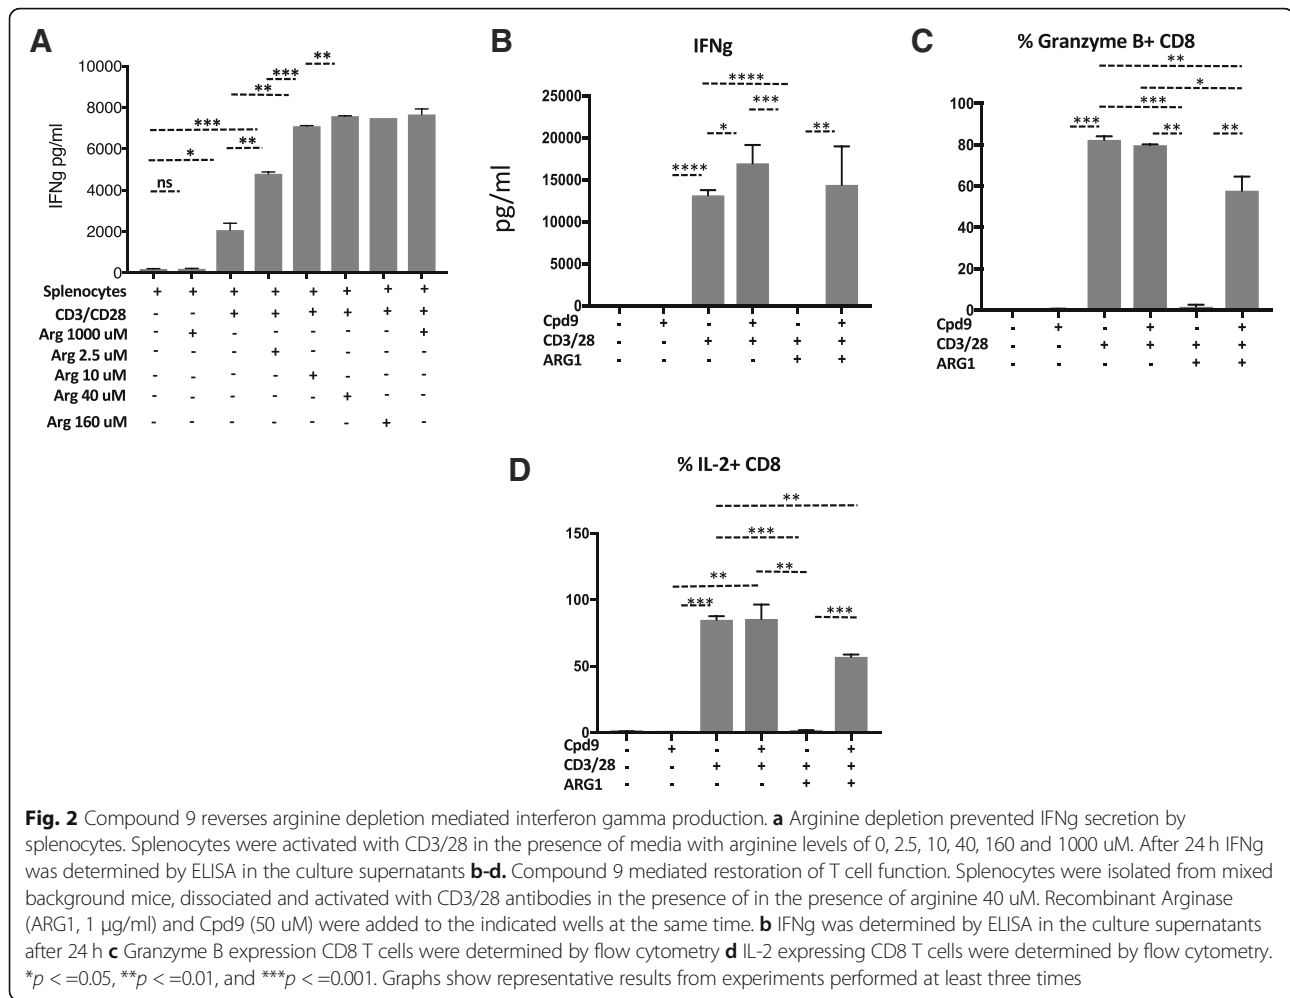 A
10000
8000
6000
4000
2000
0
IFNg pg/ml
ns
*
***
**
**
***
**
Splenocytes + + + + + + + +
CD3/CD28 - - + + + + + +
Arg 1000 uM - + - - - - - +
Arg 2.5 uM - - - + - - - -
Arg 10 uM - - - - + - - -
Arg 40 uM - - - - - + - -
Arg 160 uM - - - - - - + -
B
IFNg
25000
20000
15000
10000
5000
0
pg/ml
****
*
****
***
**
Cpd9 - + - + - +
CD3/28 - - + + + +
ARG1 - - - - + +
C
% Granzyme B+ CD8
100
80
60
40
20
0
**
*
***
***
**
**
Cpd9 - + - + - +
CD3/28 - - + + + +
ARG1 - - - - + +
D
% IL-2+ CD8
150
100
50
0
**
***
**
**
***
***
Cpd9 - + - + - +
CD3/28 - - + + + +
ARG1 - - - - + +
Fig. 2 Compound 9 reverses arginine depletion mediated interferon gamma production. a Arginine depletion prevented IFNg secretion by
splenocytes. Splenocytes were activated with CD3/28 in the presence of media with arginine levels of 0, 2.5, 10, 40, 160 and 1000 uM. After 24 h IFNg
was determined by ELISA in the culture supernatants b-d. Compound 9 mediated restoration of T cell function. Splenocytes were isolated from mixed
background mice, dissociated and activated with CD3/28 antibodies in the presence of in the presence of arginine 40 uM. Recombinant Arginase
(ARG1, 1 μg/ml) and Cpd9 (50 uM) were added to the indicated wells at the same time. b IFNg was determined by ELISA in the culture supernatants
after 24 h c Granzyme B expression CD8 T cells were determined by flow cytometry d IL-2 expressing CD8 T cells were determined by flow cytometry.
*p < =0.05, **p < =0.01, and ***p < =0.001. Graphs show representative results from experiments performed at least three times